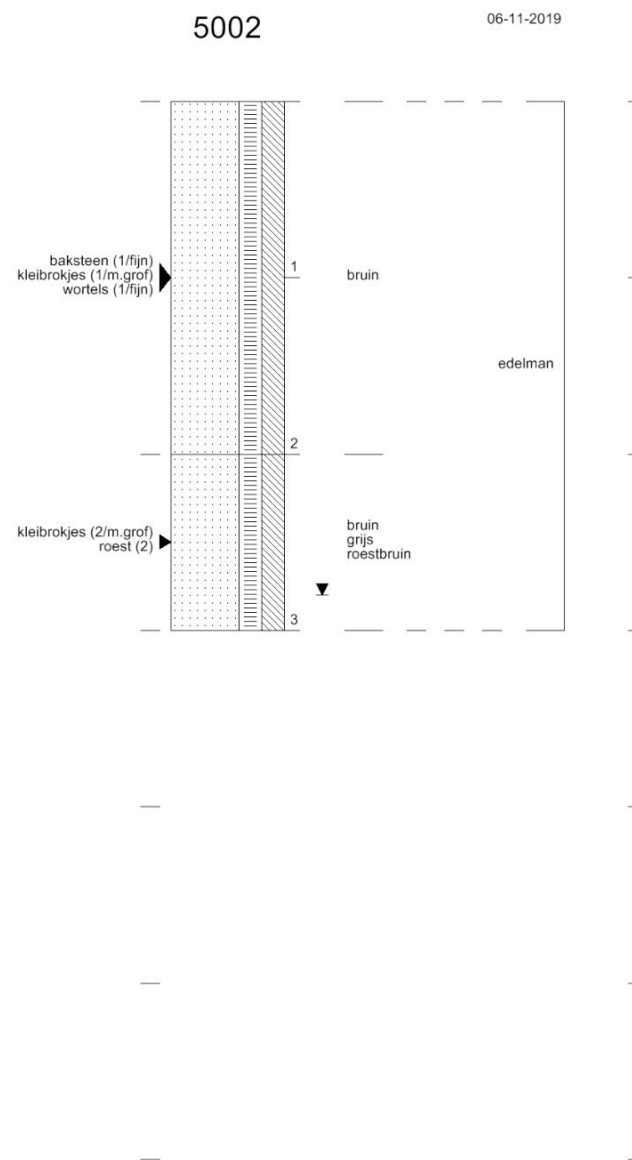 5002
06-11-2019
baksteen (1/fijn)
kleibrokjes (1/m.grof)
wortels (1/fijn)
1
bruin
edelman
2
kleibrokjes (2/m.grof)
roest (2)
bruin
grijs
roestbruin
3